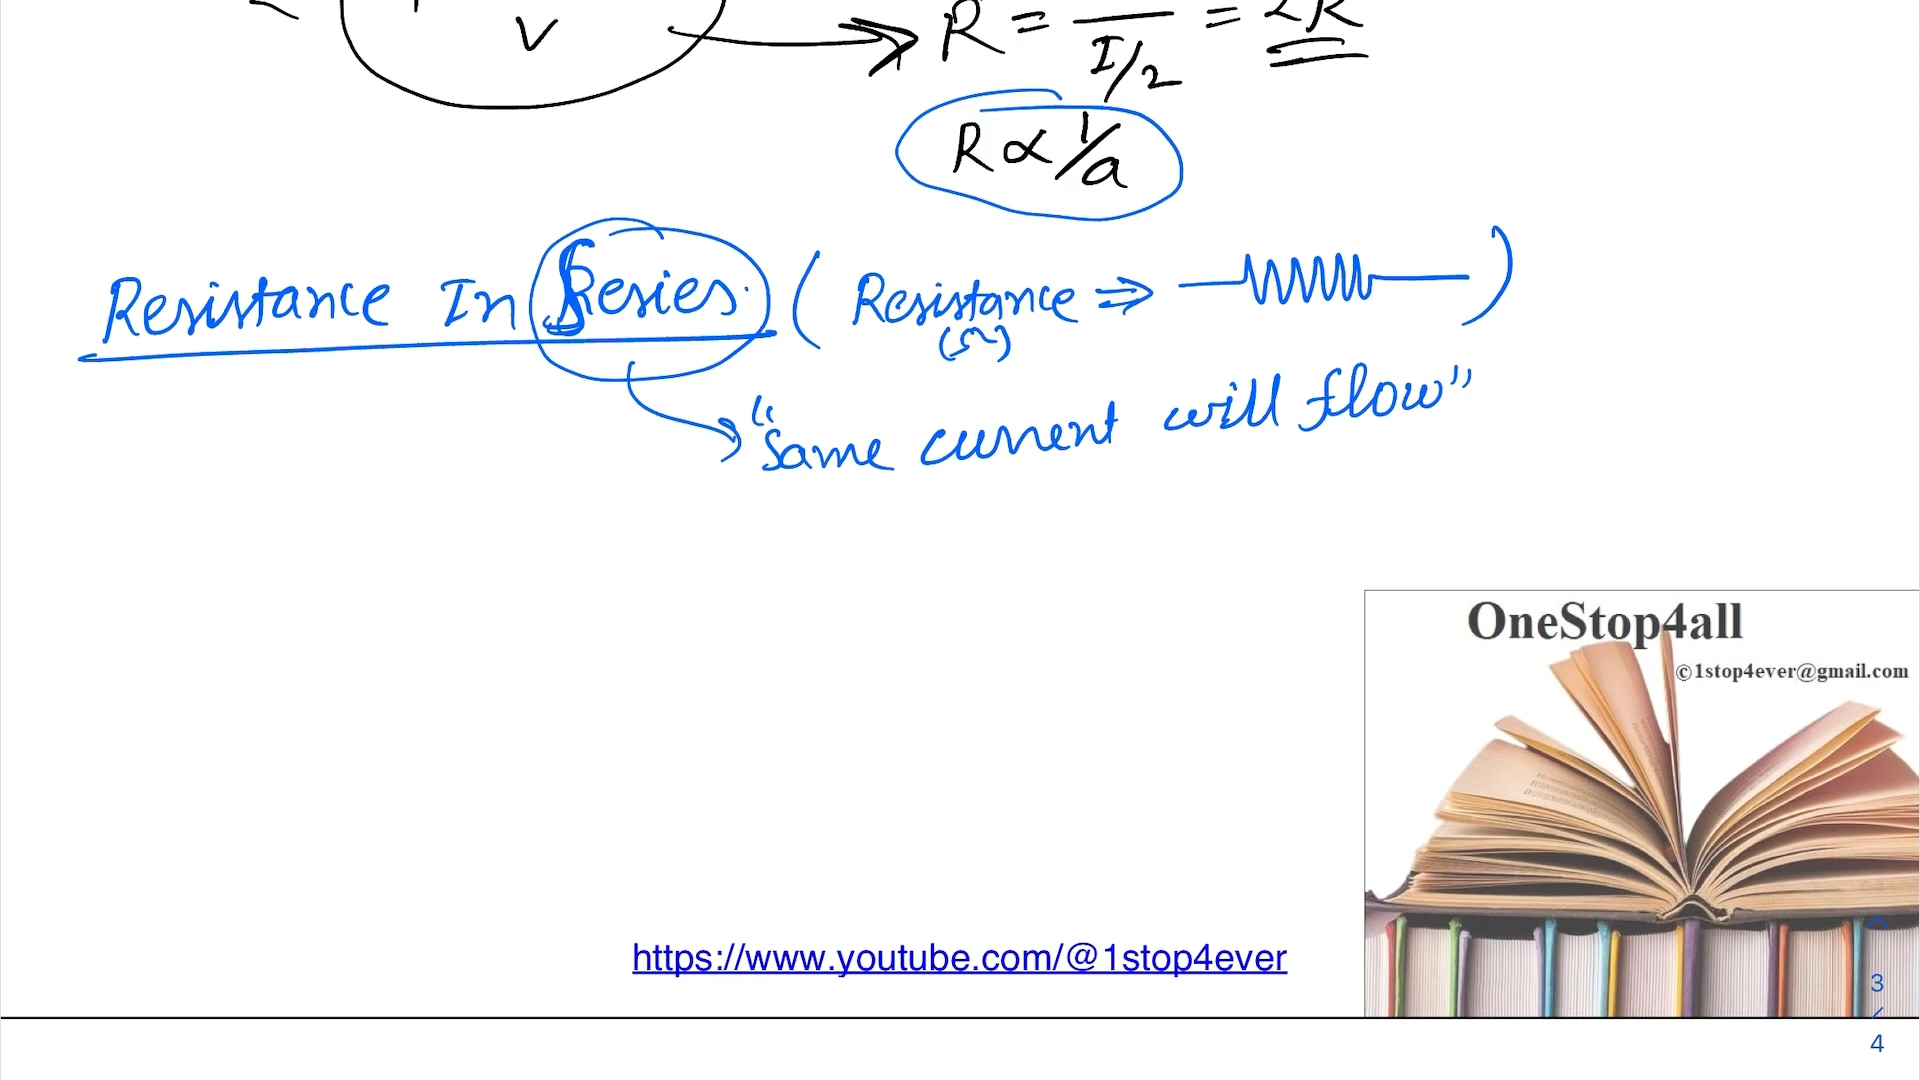 V
R = / I/2 = 2R
R ∝ 1/a
Resistance In Series. ( Resistance ⇒ )
(Ω)
"Same current will flow"
OneStop4all
©1stop4ever@gmail.com
https://www.youtube.com/@1stop4ever
3
/
4